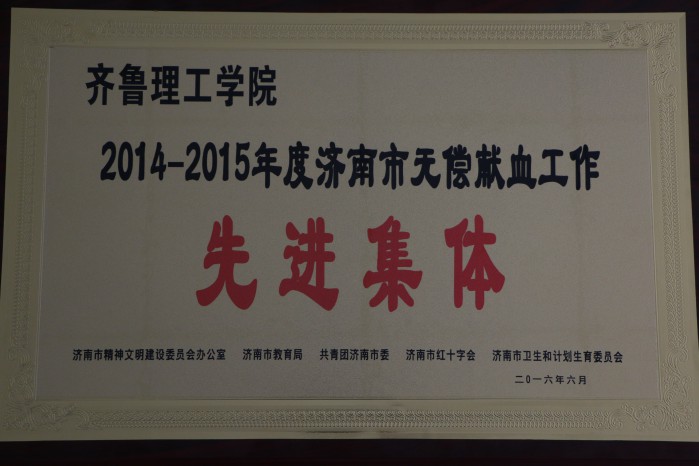 齐鲁理工学院
2014-2015年度济南市无偿献血工作
先进集体
济南市精神文明建设委员会办公室 济南市教育局 共青团济南市委 济南市红十字会 济南市卫生和计划生育委员会
二0一六年六月